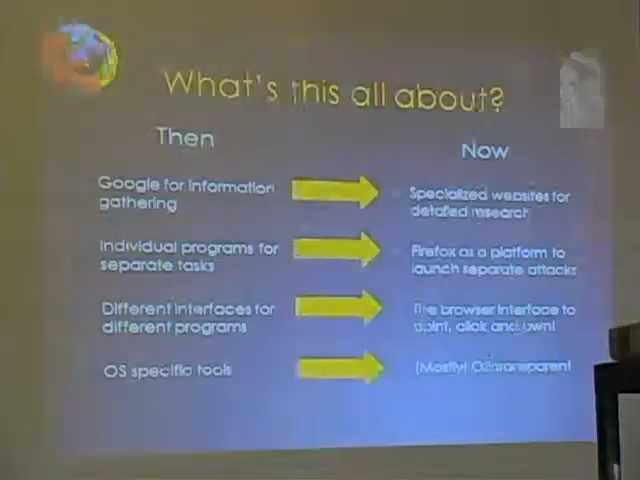 What's this all about?
Then
Now
Google for information
gathering
Specialized websites for
detailed research
Individual programs for
separate tasks
Firefox as a platform to
launch separate attacks
Different interfaces for
different programs
The browser interface to
point, click and own!
OS specific tools
(Mostly) OS transparent